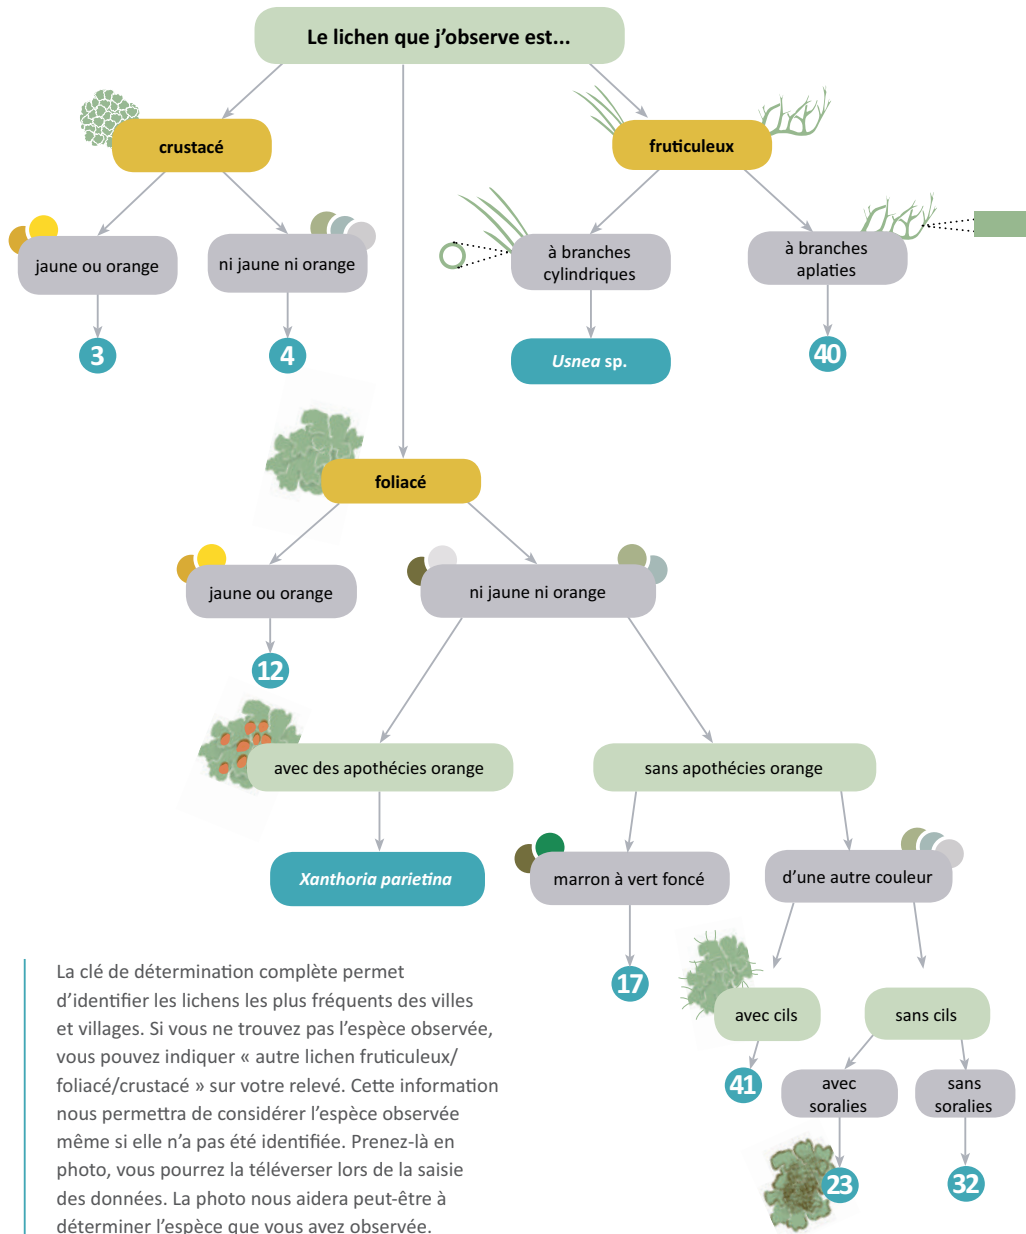 Le lichen que j’observe est...
crustacé
fruticuleux
jaune ou orange
ni jaune ni orange
à branches
cylindriques
à branches
aplaties
3
4
Usnea sp.
40
foliacé
jaune ou orange
ni jaune ni orange
12
avec des apothécies orange
sans apothécies orange
Xanthoria parietina
marron à vert foncé
d’une autre couleur
17
avec cils
sans cils
41
avec
soralies
sans
soralies
23
32
La clé de détermination complète permet
d’identifier les lichens les plus fréquents des villes
et villages. Si vous ne trouvez pas l’espèce observée,
vous pouvez indiquer « autre lichen fruticuleux/
foliacé/crustacé » sur votre relevé. Cette information
nous permettra de considérer l’espèce observée
même si elle n’a pas été identifiée. Prenez-là en
photo, vous pourrez la téléverser lors de la saisie
des données. La photo nous aidera peut-être à
déterminer l’espèce que vous avez observée.